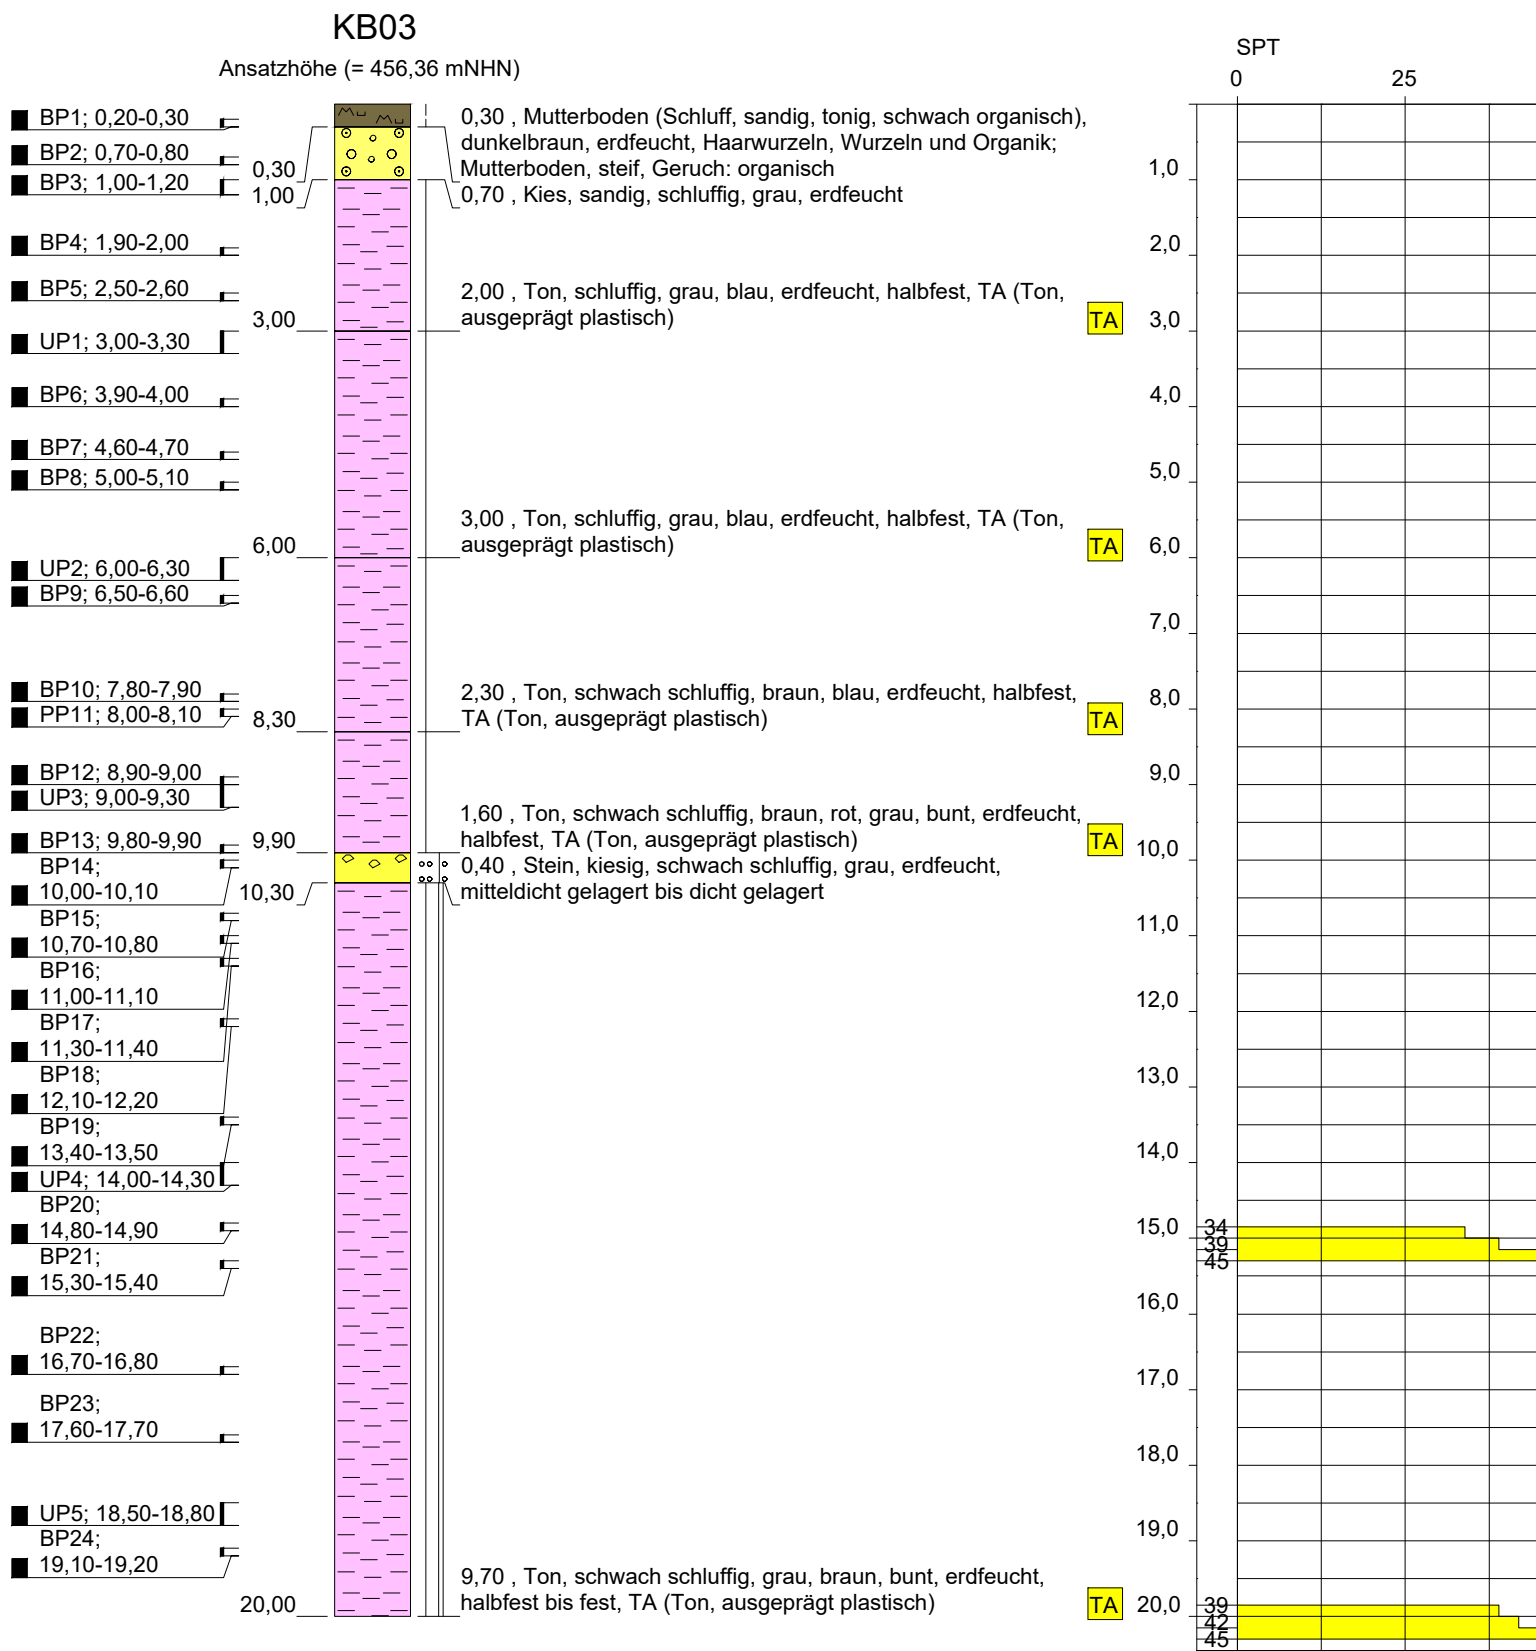 KB03
Ansatzhöhe (= 456,36 mNHN)
SPT
0
25
BP1; 0,20-0,30
BP2; 0,70-0,80
BP3; 1,00-1,20
BP4; 1,90-2,00
BP5; 2,50-2,60
UP1; 3,00-3,30
BP6; 3,90-4,00
BP7; 4,60-4,70
BP8; 5,00-5,10
UP2; 6,00-6,30
BP9; 6,50-6,60
BP10; 7,80-7,90
PP11; 8,00-8,10
BP12; 8,90-9,00
UP3; 9,00-9,30
BP13; 9,80-9,90
BP14;
10,00-10,10
BP15;
10,70-10,80
BP16;
11,00-11,10
BP17;
11,30-11,40
BP18;
12,10-12,20
BP19;
13,40-13,50
UP4; 14,00-14,30
BP20;
14,80-14,90
BP21;
15,30-15,40
BP22;
16,70-16,80
BP23;
17,60-17,70
UP5; 18,50-18,80
BP24;
19,10-19,20
0,30
1,00
3,00
6,00
8,30
9,90
10,30
20,00
0,30 , Mutterboden (Schluff, sandig, tonig, schwach organisch),
dunkelbraun, erdfeucht, Haarwurzeln, Wurzeln und Organik;
Mutterboden, steif, Geruch: organisch
0,70 , Kies, sandig, schluffig, grau, erdfeucht
2,00 , Ton, schluffig, grau, blau, erdfeucht, halbfest, TA (Ton,
ausgeprägt plastisch)
TA
3,00 , Ton, schluffig, grau, blau, erdfeucht, halbfest, TA (Ton,
ausgeprägt plastisch)
TA
2,30 , Ton, schwach schluffig, braun, blau, erdfeucht, halbfest,
TA (Ton, ausgeprägt plastisch)
TA
1,60 , Ton, schwach schluffig, braun, rot, grau, bunt, erdfeucht,
halbfest, TA (Ton, ausgeprägt plastisch)
TA
0,40 , Stein, kiesig, schwach schluffig, grau, erdfeucht,
mitteldicht gelagert bis dicht gelagert
9,70 , Ton, schwach schluffig, grau, braun, bunt, erdfeucht,
halbfest bis fest, TA (Ton, ausgeprägt plastisch)
TA
1,0
2,0
3,0
4,0
5,0
6,0
7,0
8,0
9,0
10,0
11,0
12,0
13,0
14,0
15,0
16,0
17,0
18,0
19,0
20,0
34
39
45
39
42
45